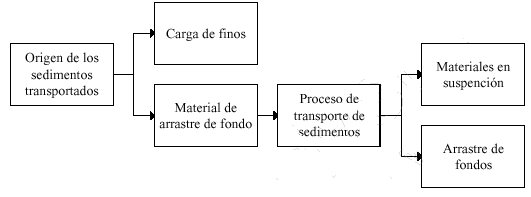 Origen de los
sedimentos
transportados
Carga de finos
Material de
arrastre de fondo
Proceso de
transporte de
sedimentos
Materiales en
suspención
Arrastre de
fondos